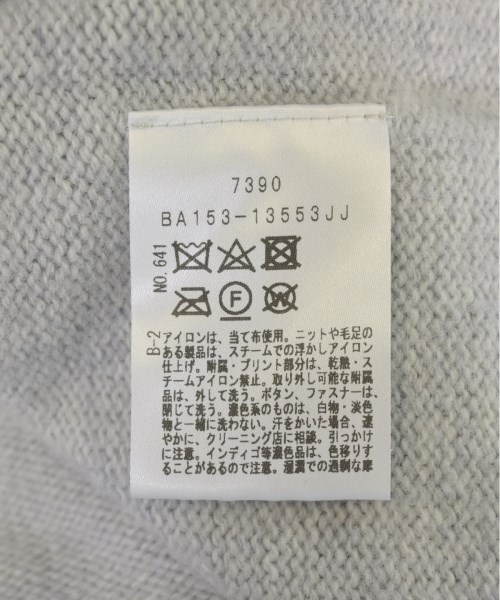 7390
BA153-13553JJ
NO.641
F
W
B-2
アイロンは、当て布使用。ニットや毛足の
ある製品は、スチームでの浮かしアイロン
仕上げ。附属・プリント部分は、乾熱・ス
チームアイロン禁止。取り外し可能な附属
品は、外して洗う。ボタン、ファスナーは、
閉じて洗う。濃色系のものは、白物・淡色
物と一緒に洗わない。汗をかいた場合、速
やかに、クリーニング店に相談。引っかけ
に注意。インディゴ等濃色品は、色移りす
ることがあるので注意。湿潤での過剰な摩